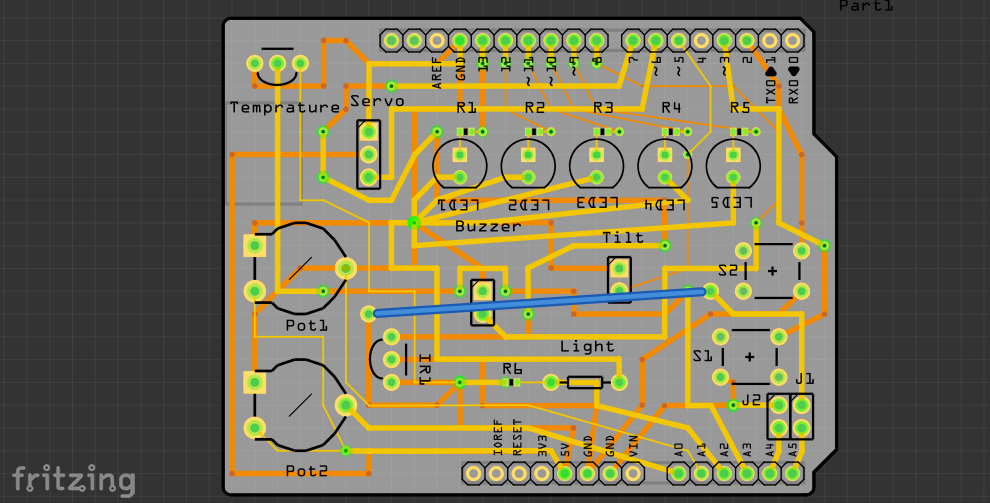 Part1
AREF
GND
13
12
~11
~10
~9
8
7
~6
~5
4
~3
2
TX0 1
RX0 0
Temprature
Servo
R1
R2
R3
R4
R5
LED1
LED2
LED3
LED4
LED5
Buzzer
Tilt
S2
Pot1
IR1
Light
S1
R6
J1
J2
Pot2
IOREF
RESET
3V3
5V
GND
GND
VIN
A0
A1
A2
A3
A4
A5
fritzing